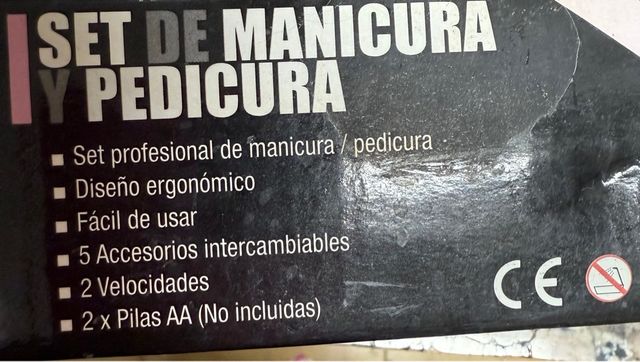 SET DE MANICURA
Y PEDICURA
Set profesional de manicura / pedicura
Diseño ergonómico
Fácil de usar
5 Accesorios intercambiables
2 Velocidades
2 x Pilas AA (No incluidas)
CE